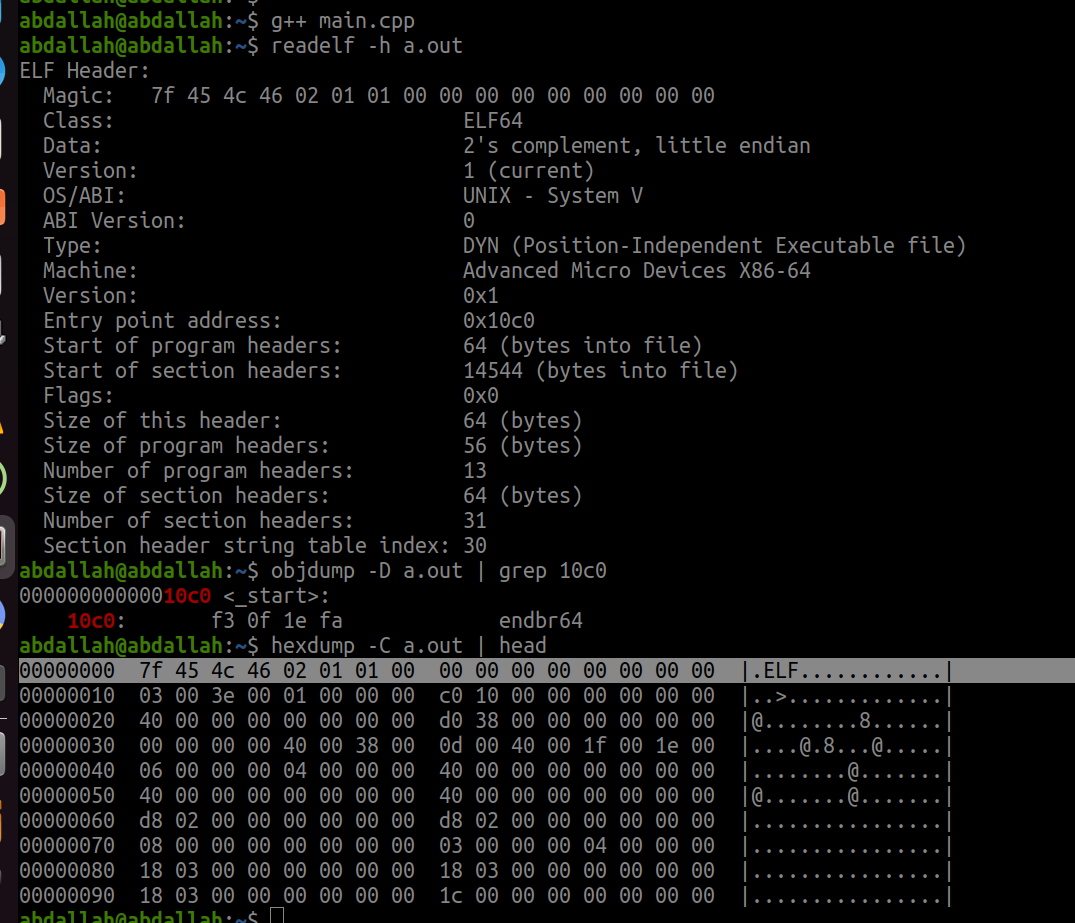 abdallah@abdallah:~$
abdallah@abdallah:~$ g++ main.cpp
abdallah@abdallah:~$ readelf -h a.out
ELF Header:
  Magic:   7f 45 4c 46 02 01 01 00 00 00 00 00 00 00 00 00
  Class:                             ELF64
  Data:                              2's complement, little endian
  Version:                           1 (current)
  OS/ABI:                            UNIX - System V
  ABI Version:                       0
  Type:                              DYN (Position-Independent Executable file)
  Machine:                           Advanced Micro Devices X86-64
  Version:                           0x1
  Entry point address:               0x10c0
  Start of program headers:          64 (bytes into file)
  Start of section headers:          14544 (bytes into file)
  Flags:                             0x0
  Size of this header:               64 (bytes)
  Size of program headers:           56 (bytes)
  Number of program headers:         13
  Size of section headers:           64 (bytes)
  Number of section headers:         31
  Section header string table index: 30
abdallah@abdallah:~$ objdump -D a.out | grep 10c0
00000000000010c0 <_start>:
    10c0:       f3 0f 1e fa             endbr64
abdallah@abdallah:~$ hexdump -C a.out | head
00000000  7f 45 4c 46 02 01 01 00  00 00 00 00 00 00 00 00  |.ELF............|
00000010  03 00 3e 00 01 00 00 00  c0 10 00 00 00 00 00 00  |..>.............|
00000020  40 00 00 00 00 00 00 00  d0 38 00 00 00 00 00 00  |@........8......|
00000030  00 00 00 00 40 00 38 00  0d 00 40 00 1f 00 1e 00  |....@.8...@.....|
00000040  06 00 00 00 04 00 00 00  40 00 00 00 00 00 00 00  |........@.......|
00000050  40 00 00 00 00 00 00 00  40 00 00 00 00 00 00 00  |@.......@.......|
00000060  d8 02 00 00 00 00 00 00  d8 02 00 00 00 00 00 00  |................|
00000070  08 00 00 00 00 00 00 00  03 00 00 00 04 00 00 00  |................|
00000080  18 03 00 00 00 00 00 00  18 03 00 00 00 00 00 00  |................|
00000090  18 03 00 00 00 00 00 00  1c 00 00 00 00 00 00 00  |................|
abdallah@abdallah:~$